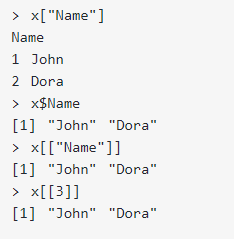 > x["Name"]
Name
1 John
2 Dora
> x$Name
[1] "John" "Dora"
> x[["Name"]]
[1] "John" "Dora"
> x[[3]]
[1] "John" "Dora"